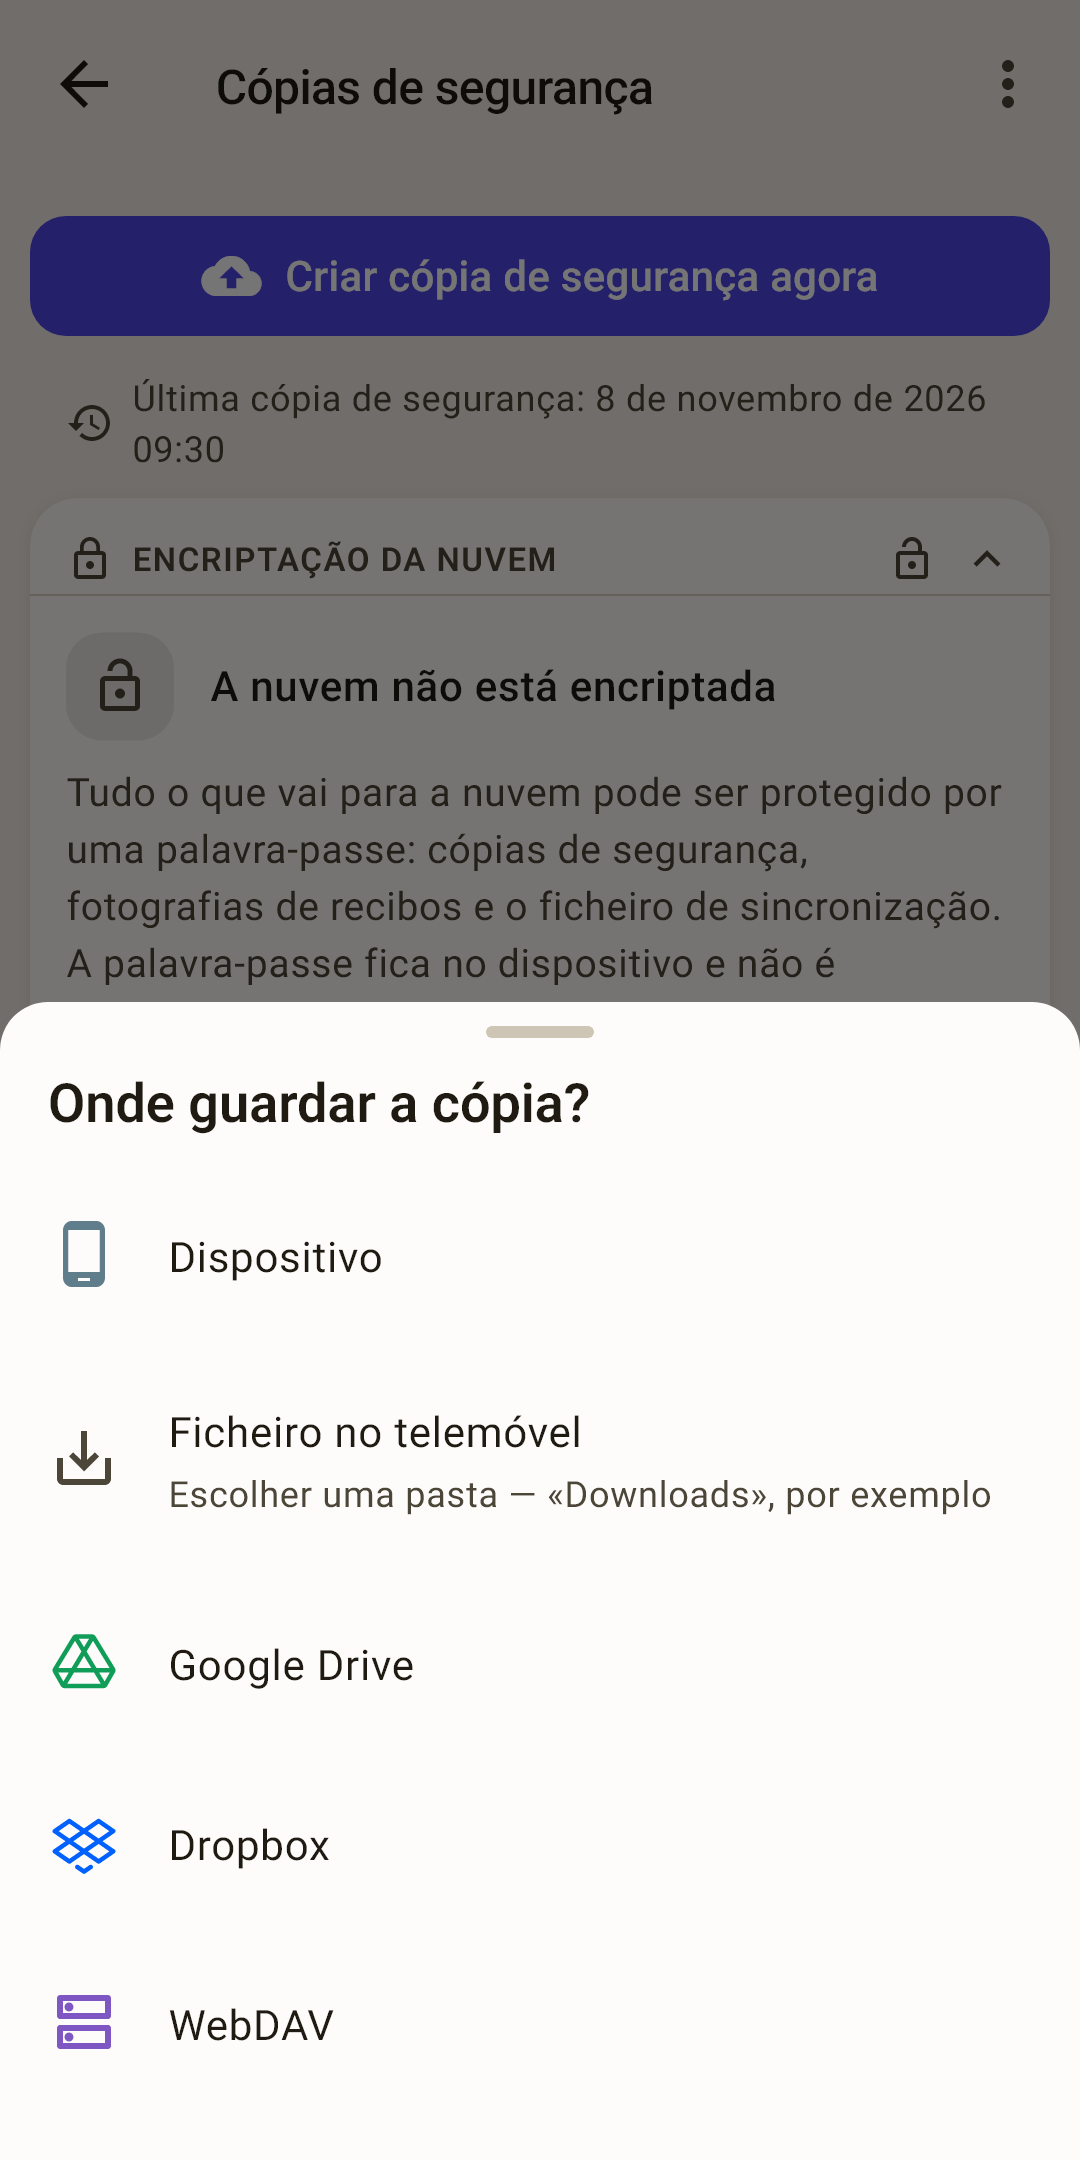 Cópias de segurança
Criar cópia de segurança agora
Última cópia de segurança: 8 de novembro de 2026
09:30
ENCRIPTAÇÃO DA NUVEM
A nuvem não está encriptada
Tudo o que vai para a nuvem pode ser protegido por
uma palavra-passe: cópias de segurança,
fotografias de recibos e o ficheiro de sincronização.
A palavra-passe fica no dispositivo e não é
Onde guardar a cópia?
Dispositivo
Ficheiro no telemóvel
Escolher uma pasta — «Downloads», por exemplo
Google Drive
Dropbox
WebDAV